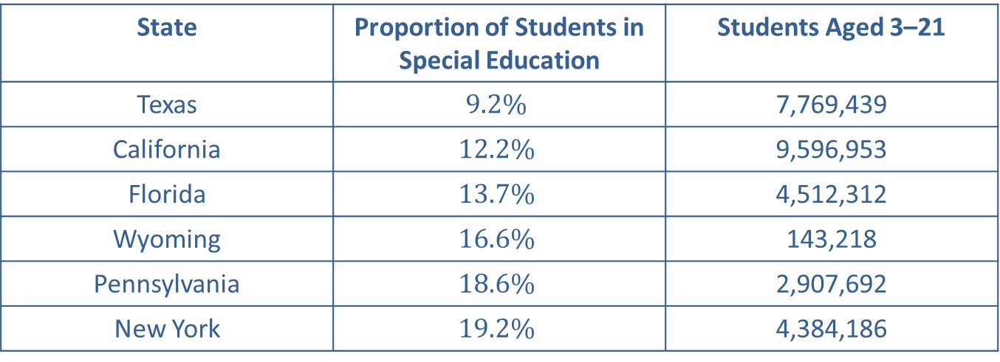 State Proportion of Students in Students Aged 3–21
Special Education
Texas 9.2% 7,769,439
California 12.2% 9,596,953
Florida 13.7% 4,512,312
Wyoming 16.6% 143,218
Pennsylvania 18.6% 2,907,692
New York 19.2% 4,384,186